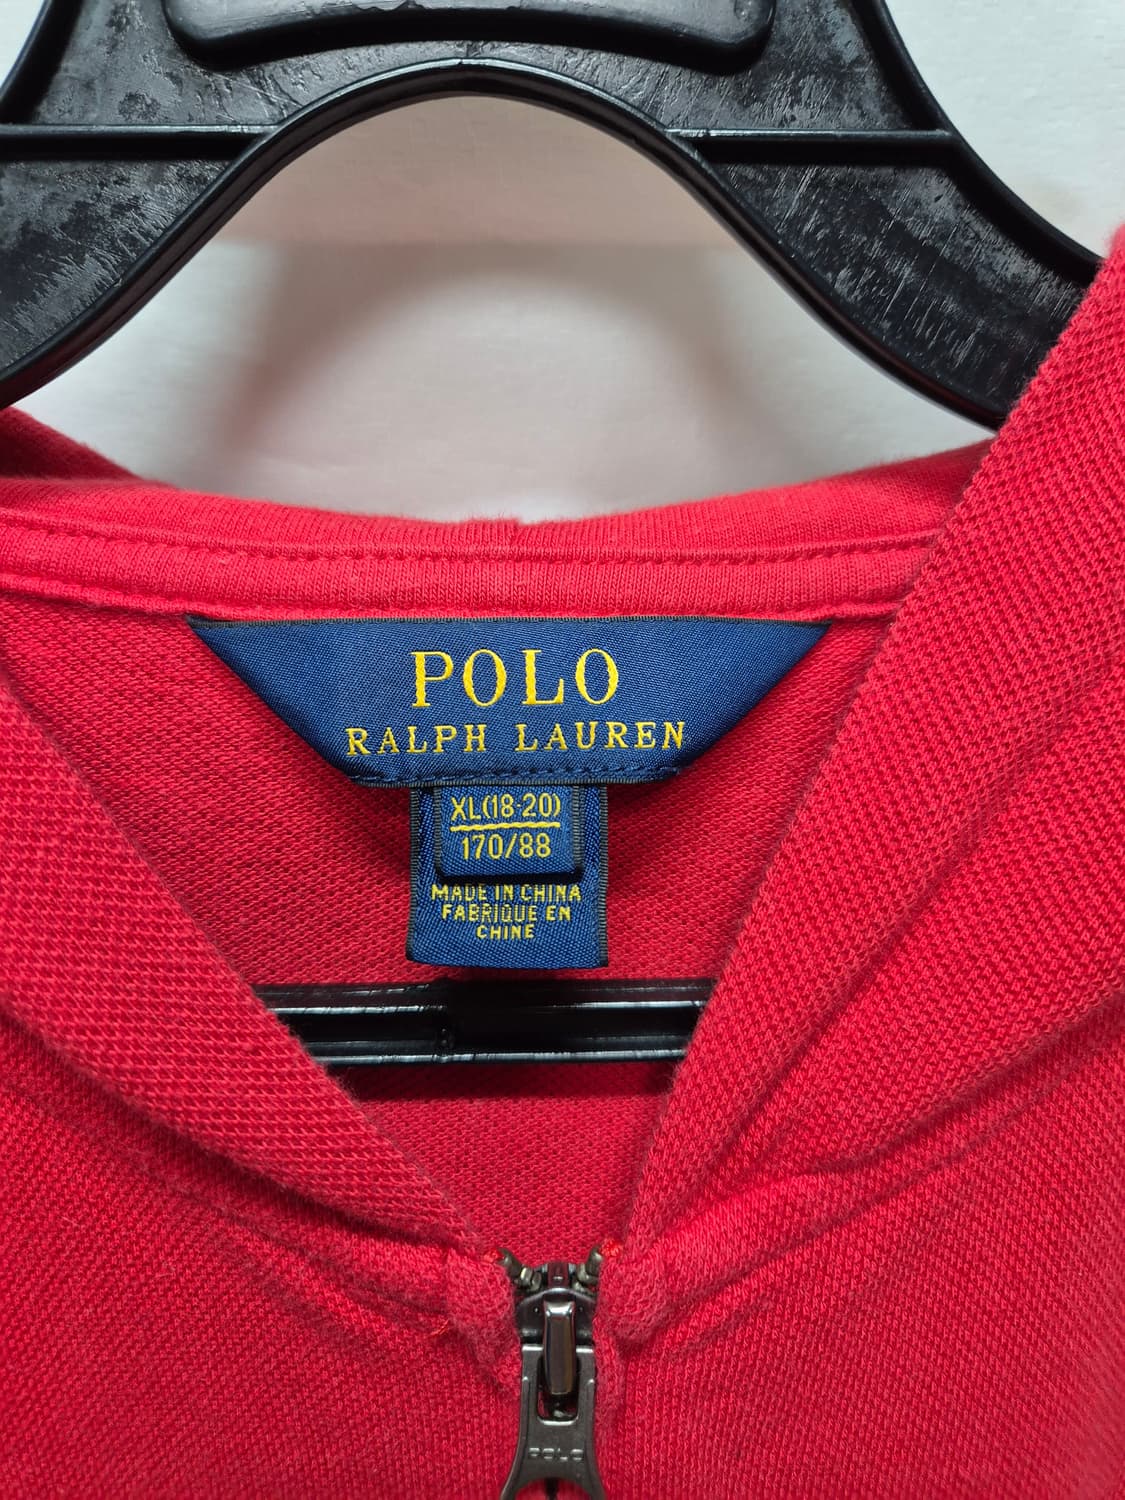 POLO
RALPH LAUREN
XL(18-20)
170/88
MADE IN CHINA
FABRIQUE EN
CHINE
POLO